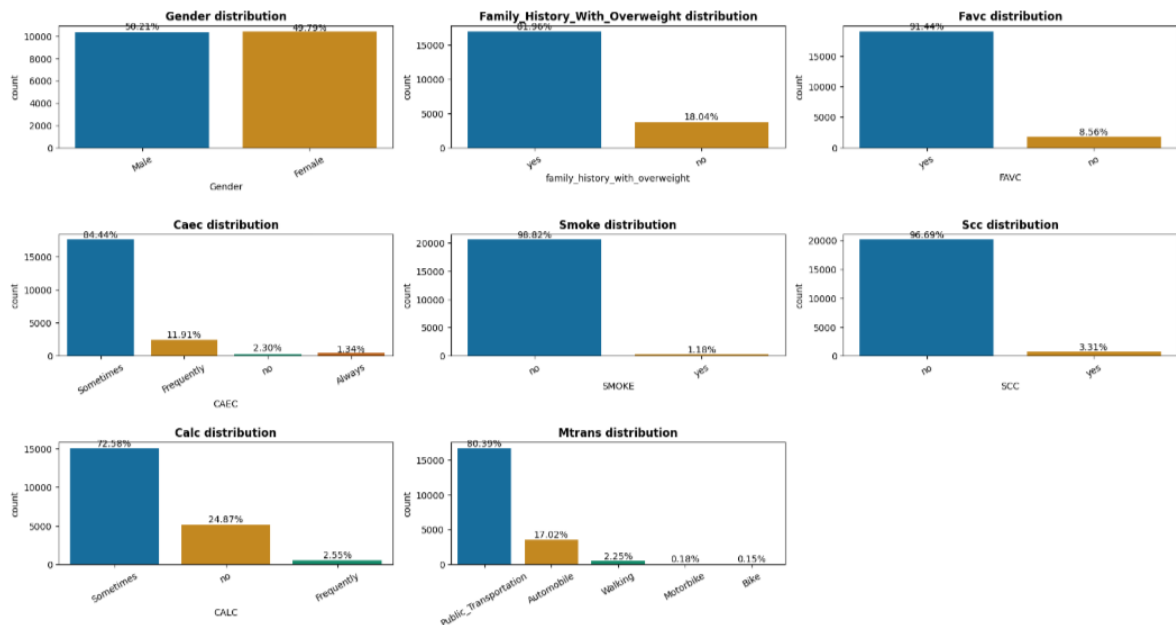 Gender distribution
50.21%
49.79%
10000
8000
6000
4000
2000
0
count
Male
Female
Gender
Family_History_With_Overweight distribution
81.96%
18.04%
15000
10000
5000
0
count
yes
no
family_history_with_overweight
Favc distribution
91.44%
8.56%
15000
10000
5000
0
count
yes
no
FAVC
Caec distribution
84.44%
11.91%
2.30%
1.34%
15000
10000
5000
0
count
Sometimes
Frequently
no
Always
CAEC
Smoke distribution
98.82%
1.18%
20000
15000
10000
5000
0
count
no
yes
SMOKE
Scc distribution
96.69%
3.31%
20000
15000
10000
5000
0
count
no
yes
SCC
Calc distribution
72.58%
24.87%
2.55%
15000
10000
5000
0
count
Sometimes
no
Frequently
CALC
Mtrans distribution
80.39%
17.02%
2.25%
0.18%
0.15%
15000
10000
5000
0
count
Public_Transportation
Automobile
Walking
Motorbike
Bike